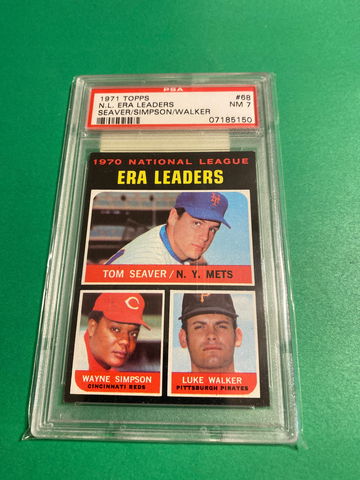 PSA
1971 TOPPS #68
N.L. ERA LEADERS NM 7
SEAVER/SIMPSON/WALKER
07185150
1970 NATIONAL LEAGUE
ERA LEADERS
TOM SEAVER / N. Y. METS
WAYNE SIMPSON
CINCINNATI REDS
LUKE WALKER
PITTSBURGH PIRATES